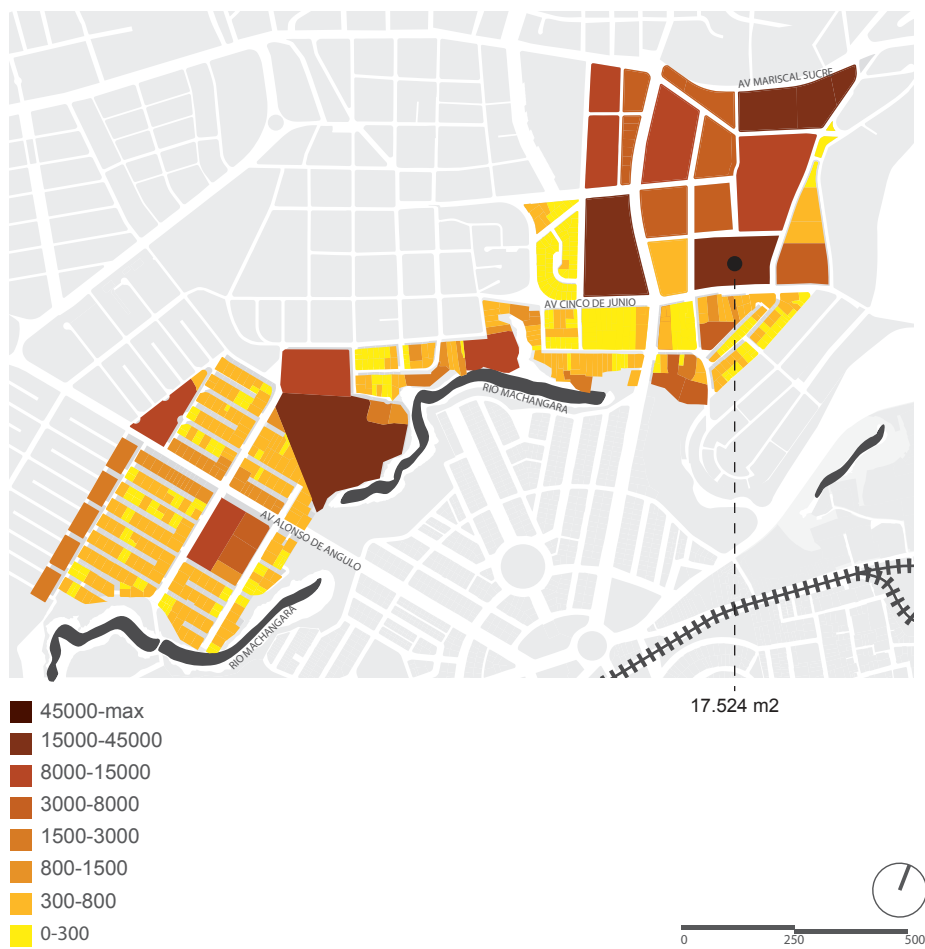 AV MARISCAL SUCRE
AV CINCO DE JUNIO
RIO MACHANGARA
AV ALONSO DE ANGULO
RIO MACHANGARA
17.524 m2
45000-max
15000-45000
8000-15000
3000-8000
1500-3000
800-1500
300-800
0-300
0 250 500